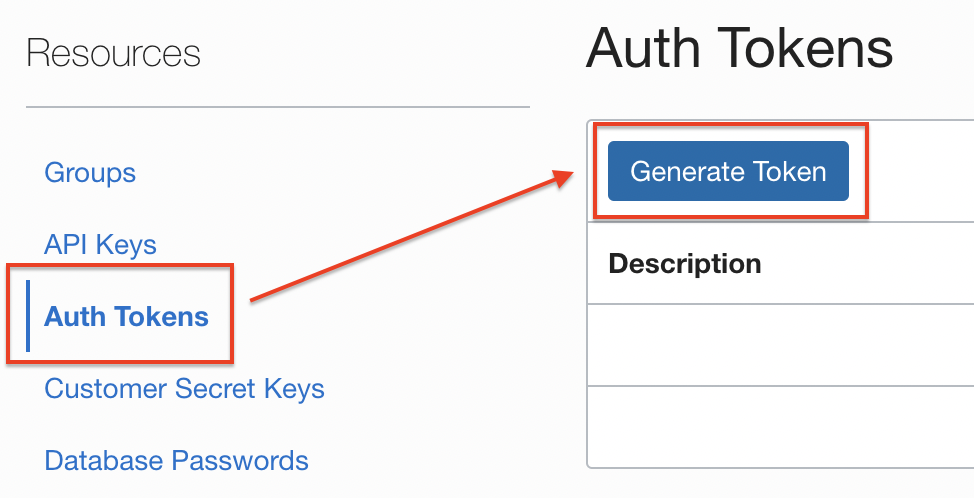 Resources
Groups
API Keys
Auth Tokens
Customer Secret Keys
Database Passwords
Auth Tokens
Generate Token
Description